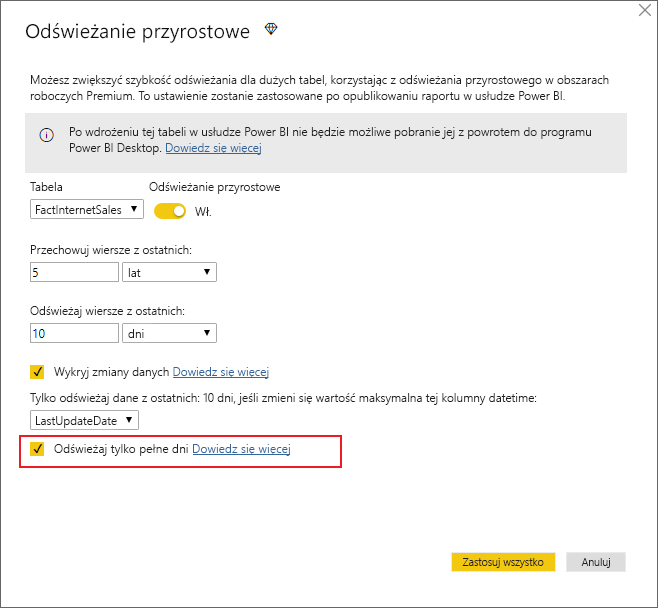 Odświeżanie przyrostowe
Możesz zwiększyć szybkość odświeżania dla dużych tabel, korzystając z odświeżania przyrostowego w obszarach
roboczych Premium. To ustawienie zostanie zastosowane po opublikowaniu raportu w usłudze Power BI.
Po wdrożeniu tej tabeli w usłudze Power BI nie będzie możliwe pobranie jej z powrotem do programu
Power BI Desktop. Dowiedz się więcej
Tabela Odświeżanie przyrostowe
FactInternetSales Wł.
Przechowuj wiersze z ostatnich:
5 lat
Odświeżaj wiersze z ostatnich:
10 dni
Wykryj zmiany danych Dowiedz się więcej
Tylko odświeżaj dane z ostatnich: 10 dni, jeśli zmieni się wartość maksymalna tej kolumny datetime:
LastUpdateDate
Odświeżaj tylko pełne dni Dowiedz się więcej
Zastosuj wszystko Anuluj